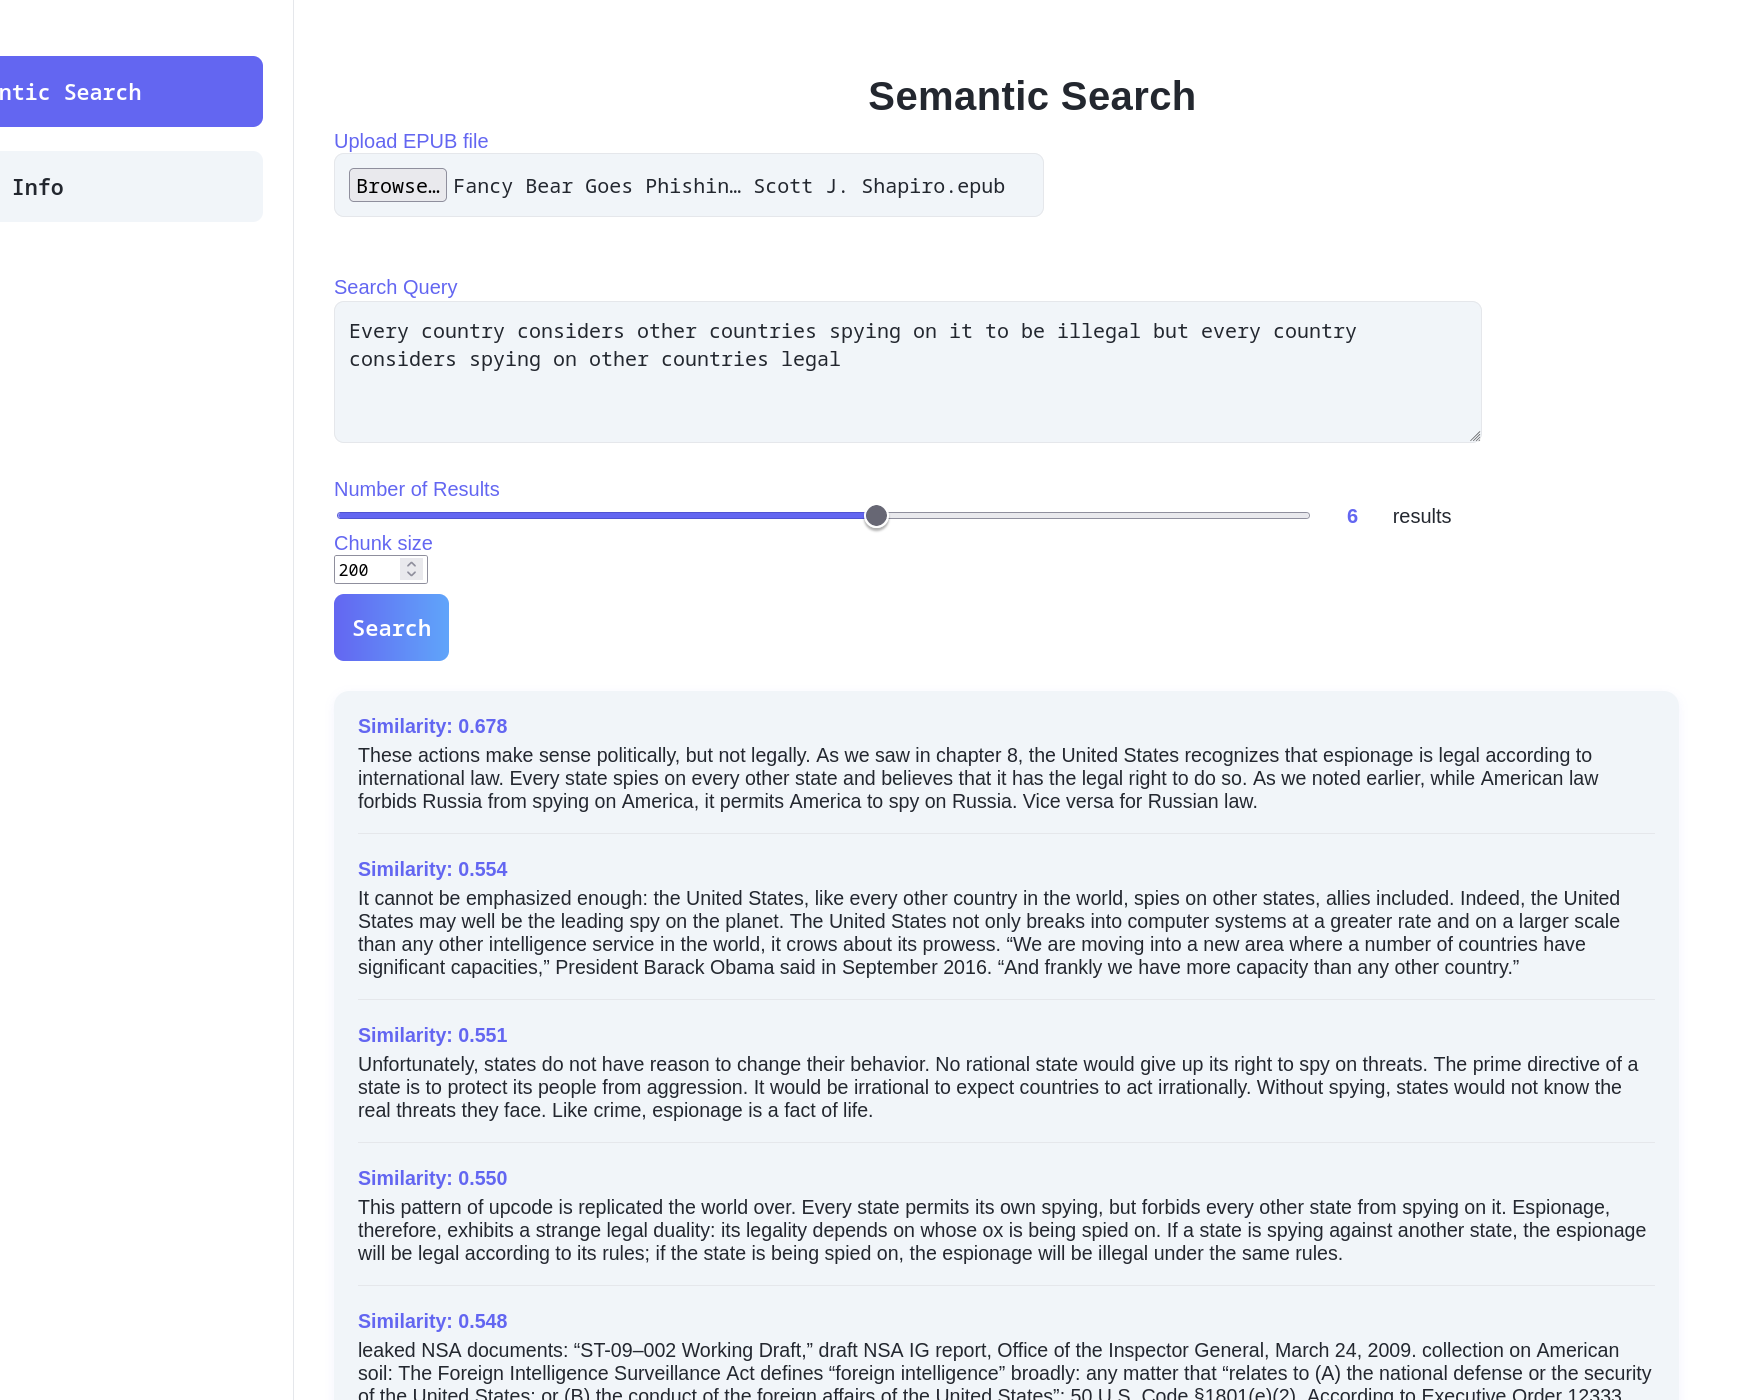 ntic Search
Info
Semantic Search
Upload EPUB file
Browse… Fancy Bear Goes Phishin… Scott J. Shapiro.epub
Search Query
Every country considers other countries spying on it to be illegal but every country
considers spying on other countries legal
Number of Results
6 results
Chunk size
200
Search
Similarity: 0.678
These actions make sense politically, but not legally. As we saw in chapter 8, the United States recognizes that espionage is legal according to
international law. Every state spies on every other state and believes that it has the legal right to do so. As we noted earlier, while American law
forbids Russia from spying on America, it permits America to spy on Russia. Vice versa for Russian law.
Similarity: 0.554
It cannot be emphasized enough: the United States, like every other country in the world, spies on other states, allies included. Indeed, the United
States may well be the leading spy on the planet. The United States not only breaks into computer systems at a greater rate and on a larger scale
than any other intelligence service in the world, it crows about its prowess. “We are moving into a new area where a number of countries have
significant capacities,” President Barack Obama said in September 2016. “And frankly we have more capacity than any other country.”
Similarity: 0.551
Unfortunately, states do not have reason to change their behavior. No rational state would give up its right to spy on threats. The prime directive of a
state is to protect its people from aggression. It would be irrational to expect countries to act irrationally. Without spying, states would not know the
real threats they face. Like crime, espionage is a fact of life.
Similarity: 0.550
This pattern of upcode is replicated the world over. Every state permits its own spying, but forbids every other state from spying on it. Espionage,
therefore, exhibits a strange legal duality: its legality depends on whose ox is being spied on. If a state is spying against another state, the espionage
will be legal according to its rules; if the state is being spied on, the espionage will be illegal under the same rules.
Similarity: 0.548
leaked NSA documents: “ST-09–002 Working Draft,” draft NSA IG report, Office of the Inspector General, March 24, 2009. collection on American
soil: The Foreign Intelligence Surveillance Act defines “foreign intelligence” broadly: any matter that “relates to (A) the national defense or the security
of the United States; or (B) the conduct of the foreign affairs of the United States”; 50 U.S. Code §1801(e)(2). According to Executive Order 12333,